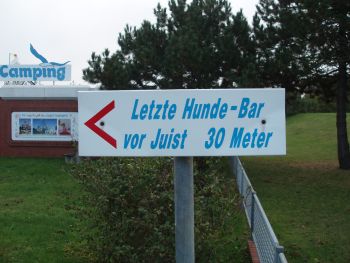 Camping
Letzte Hunde-Bar
vor Juist 30 Meter